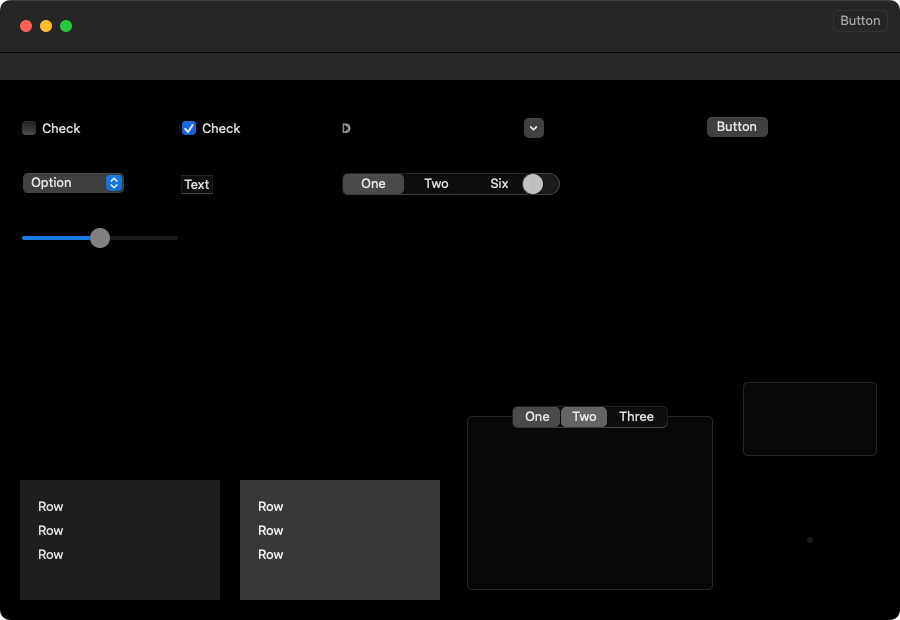 Button
Check
Check
D
Button
Option
Text
One Two Six
One Two Three
Row
Row
Row
Row
Row
Row